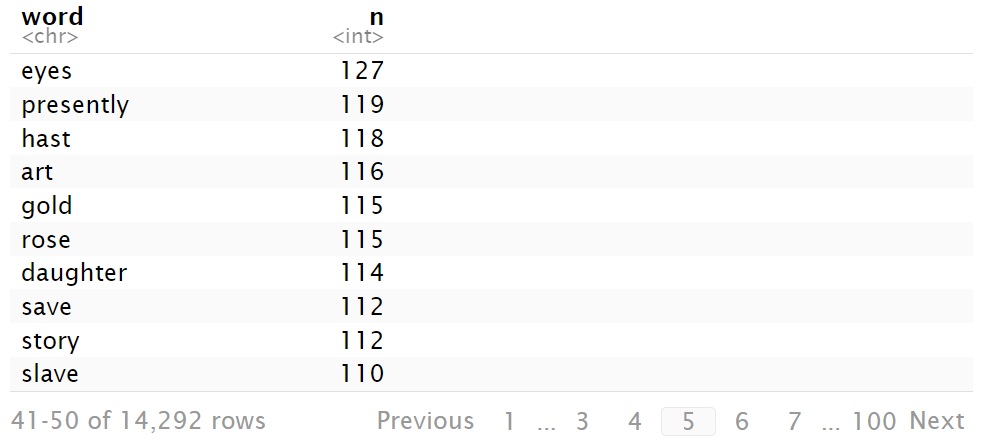 word n
<chr> <int>
eyes 127
presently 119
hast 118
art 116
gold 115
rose 115
daughter 114
save 112
story 112
slave 110
41-50 of 14,292 rows Previous 1 ... 3 4 5 6 7 ... 100 Next